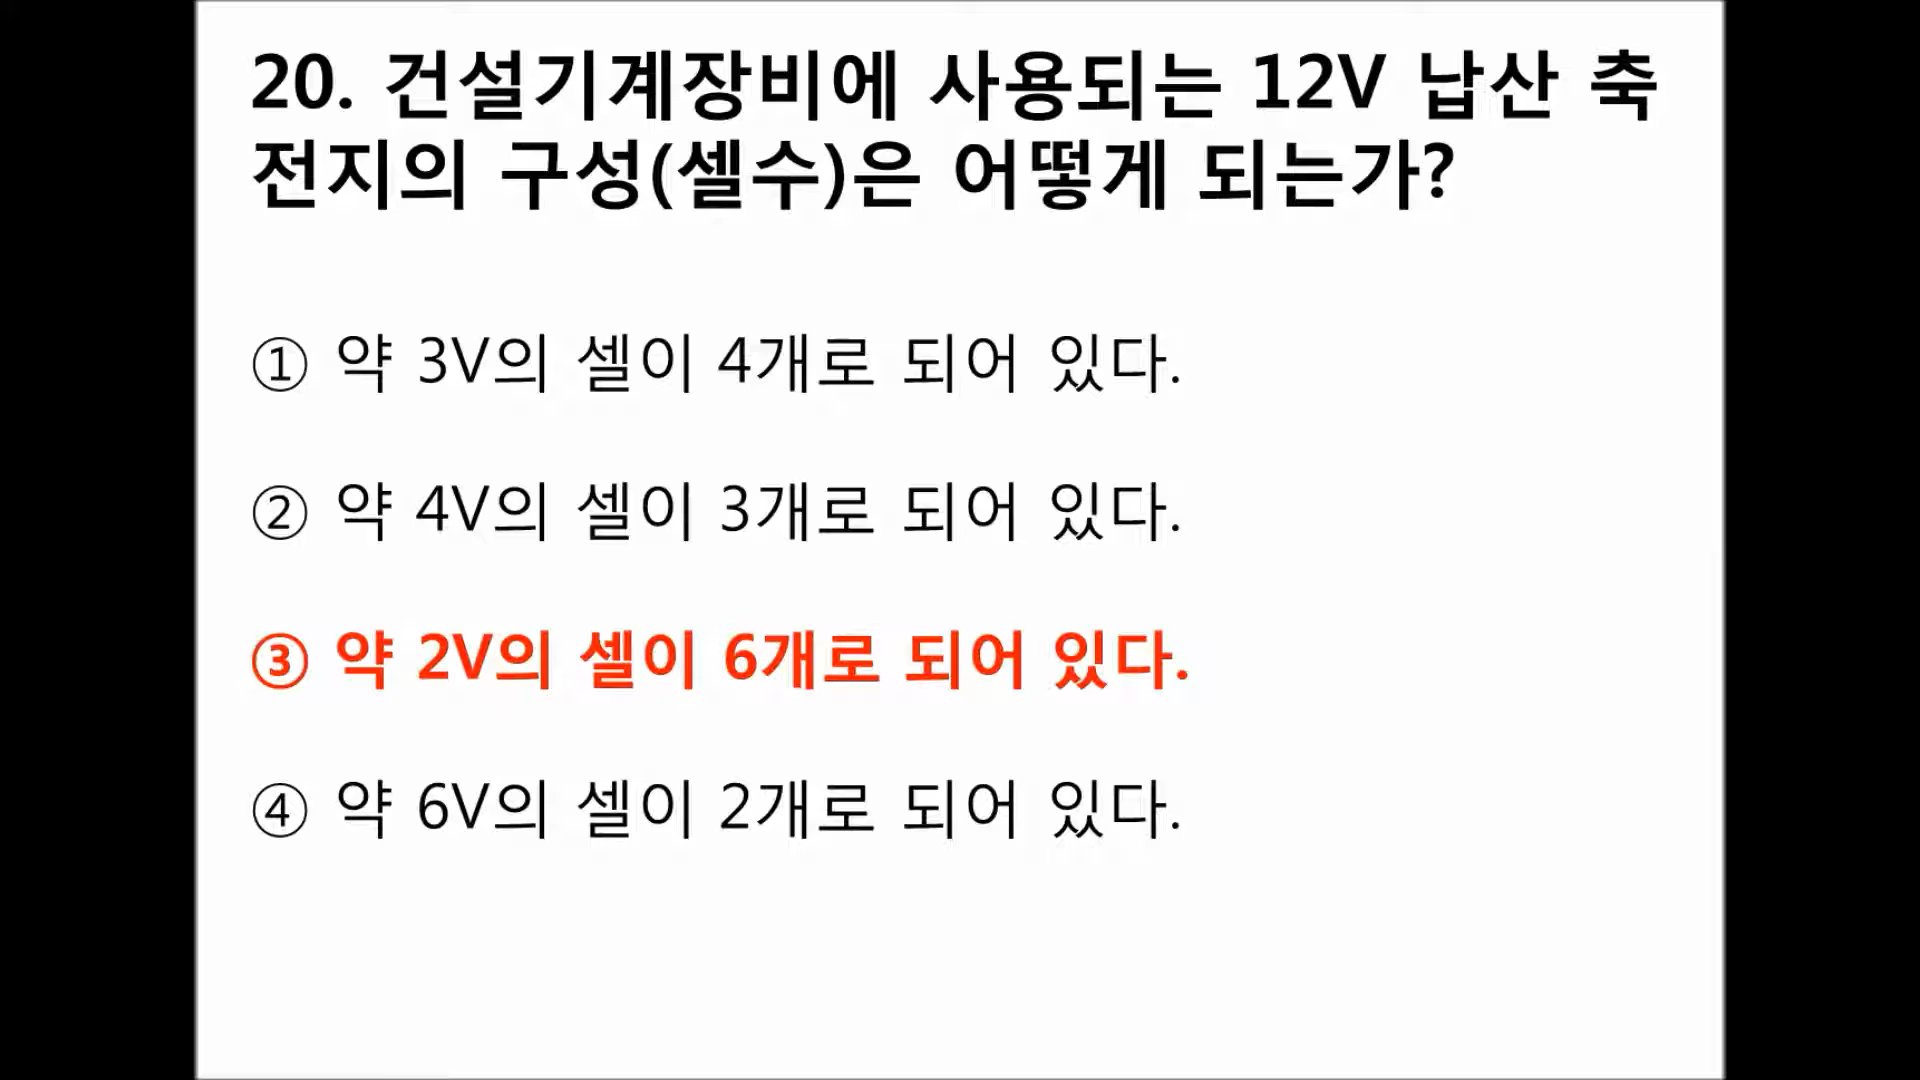 20. 건설기계장비에 사용되는 12V 납산 축
전지의 구성(셀수)은 어떻게 되는가?
① 약 3V의 셀이 4개로 되어 있다.
② 약 4V의 셀이 3개로 되어 있다.
③ 약 2V의 셀이 6개로 되어 있다.
④ 약 6V의 셀이 2개로 되어 있다.